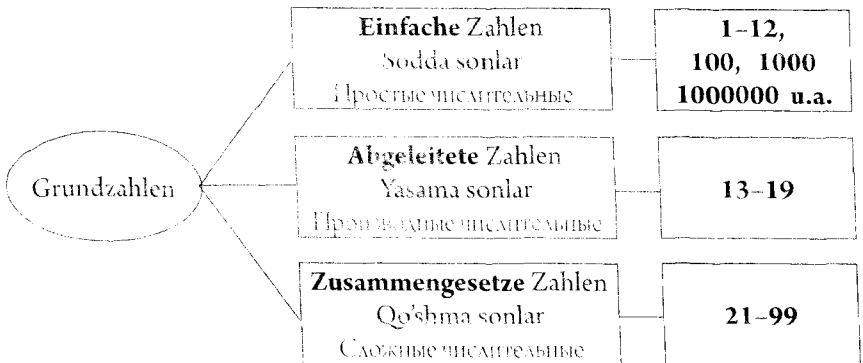 Grundzahlen
Einfache Zahlen
Sodda sonlar
Простые числительные
1–12,
100, 1000
1000000 u.a.
Abgeleitete Zahlen
Yasama sonlar
Производные числительные
13–19
Zusammengesetze Zahlen
Qo'shma sonlar
Сложные числительные
21–99